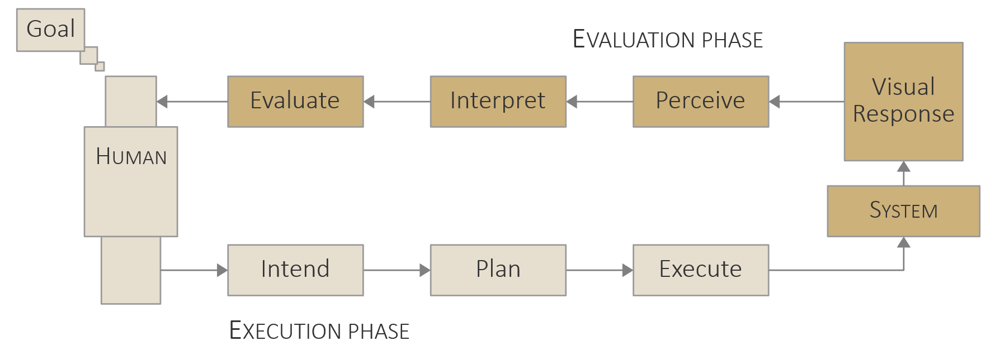 Goal
EVALUATION PHASE
Evaluate
Interpret
Perceive
Visual
Response
HUMAN
SYSTEM
Intend
Plan
Execute
EXECUTION PHASE